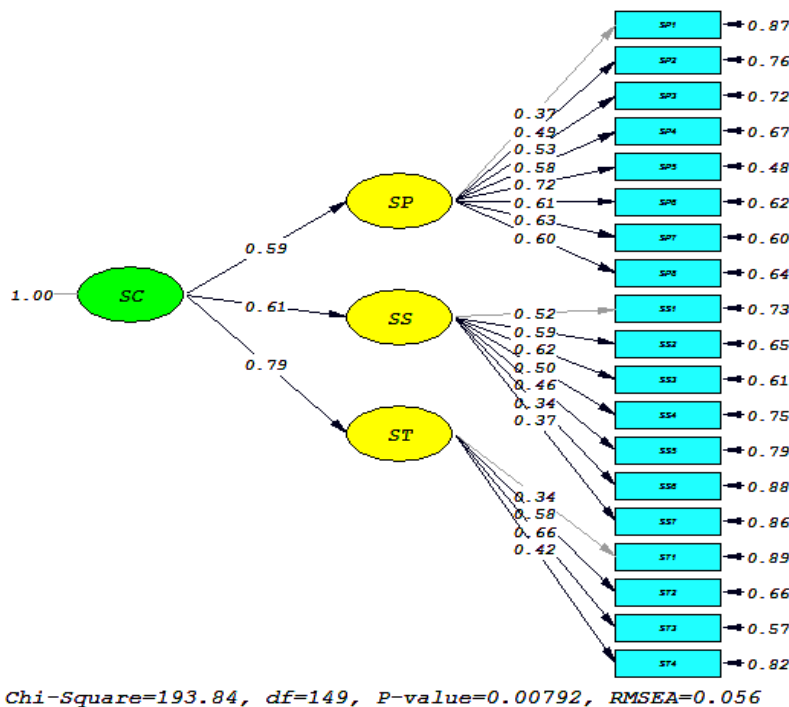 SP1 0.87
SP2 0.76
SP3 0.72
0.37
0.49
SP4 0.67
0.53
0.58
SP5 0.48
0.72
SP SP6 0.62
0.61
0.63
SP7 0.60
0.60
0.59
SP8 0.64
1.00 SC
0.61
SS1 0.73
0.52
SS
0.59
SS2 0.65
0.62
0.50
SS3 0.61
0.79
0.46
0.34
SS4 0.75
0.37
ST
SS5 0.79
SS6 0.88
0.34
0.58
SS7 0.86
0.66
0.42
ST1 0.89
ST2 0.66
ST3 0.57
ST4 0.82
Chi-Square=193.84, df=149, P-value=0.00792, RMSEA=0.056